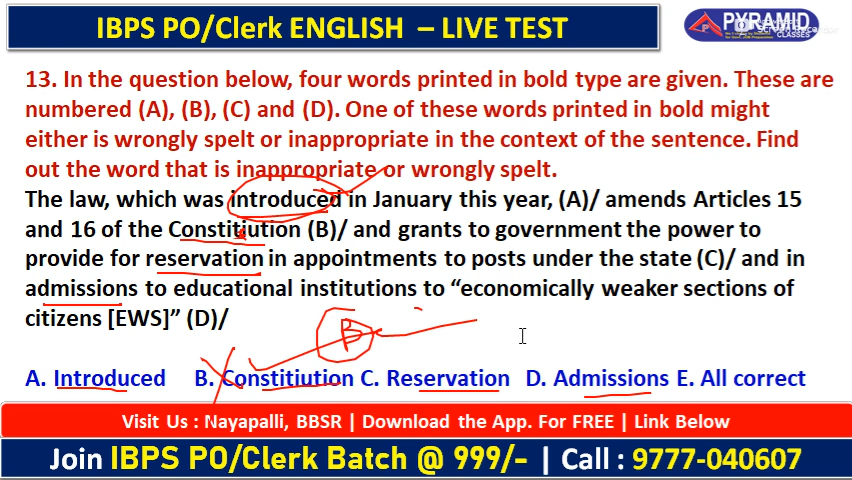 IBPS PO/Clerk ENGLISH – LIVE TEST
PYRAMID
CLASSES
13. In the question below, four words printed in bold type are given. These are
numbered (A), (B), (C) and (D). One of these words printed in bold might
either is wrongly spelt or inappropriate in the context of the sentence. Find
out the word that is inappropriate or wrongly spelt.
The law, which was introduced in January this year, (A)/ amends Articles 15
and 16 of the Constitiution (B)/ and grants to government the power to
provide for reservation in appointments to posts under the state (C)/ and in
admissions to educational institutions to “economically weaker sections of
citizens [EWS]” (D)/
B
A. Introduced B. Constitiution C. Reservation D. Admissions E. All correct
Visit Us : Nayapalli, BBSR | Download the App. For FREE | Link Below
Join IBPS PO/Clerk Batch @ 999/- | Call : 9777-040607